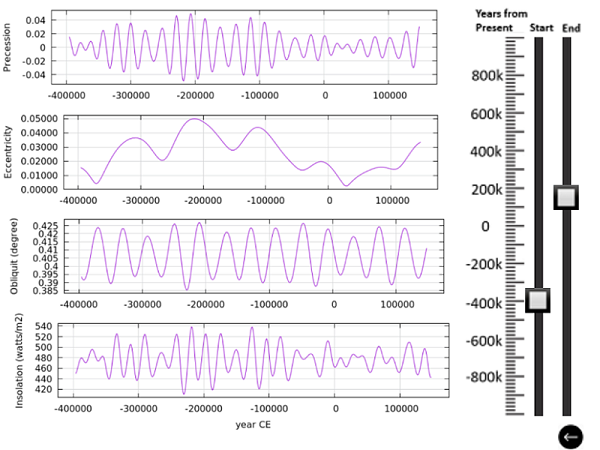 Precession
0.04
0.02
0
-0.02
-0.04
-400000 -300000 -200000 -100000 0 100000
Eccentricity
0.05000
0.04000
0.03000
0.02000
0.01000
0.00000
-400000 -300000 -200000 -100000 0 100000
Obliquit (degree)
0.425
0.42
0.415
0.41
0.405
0.4
0.395
0.39
0.385
-400000 -300000 -200000 -100000 0 100000
Insolation (watts/m2)
540
520
500
480
460
440
420
-400000 -300000 -200000 -100000 0 100000
year CE
Years from
Present Start End
800k
600k
400k
200k
0
-200k
-400k
-600k
-800k